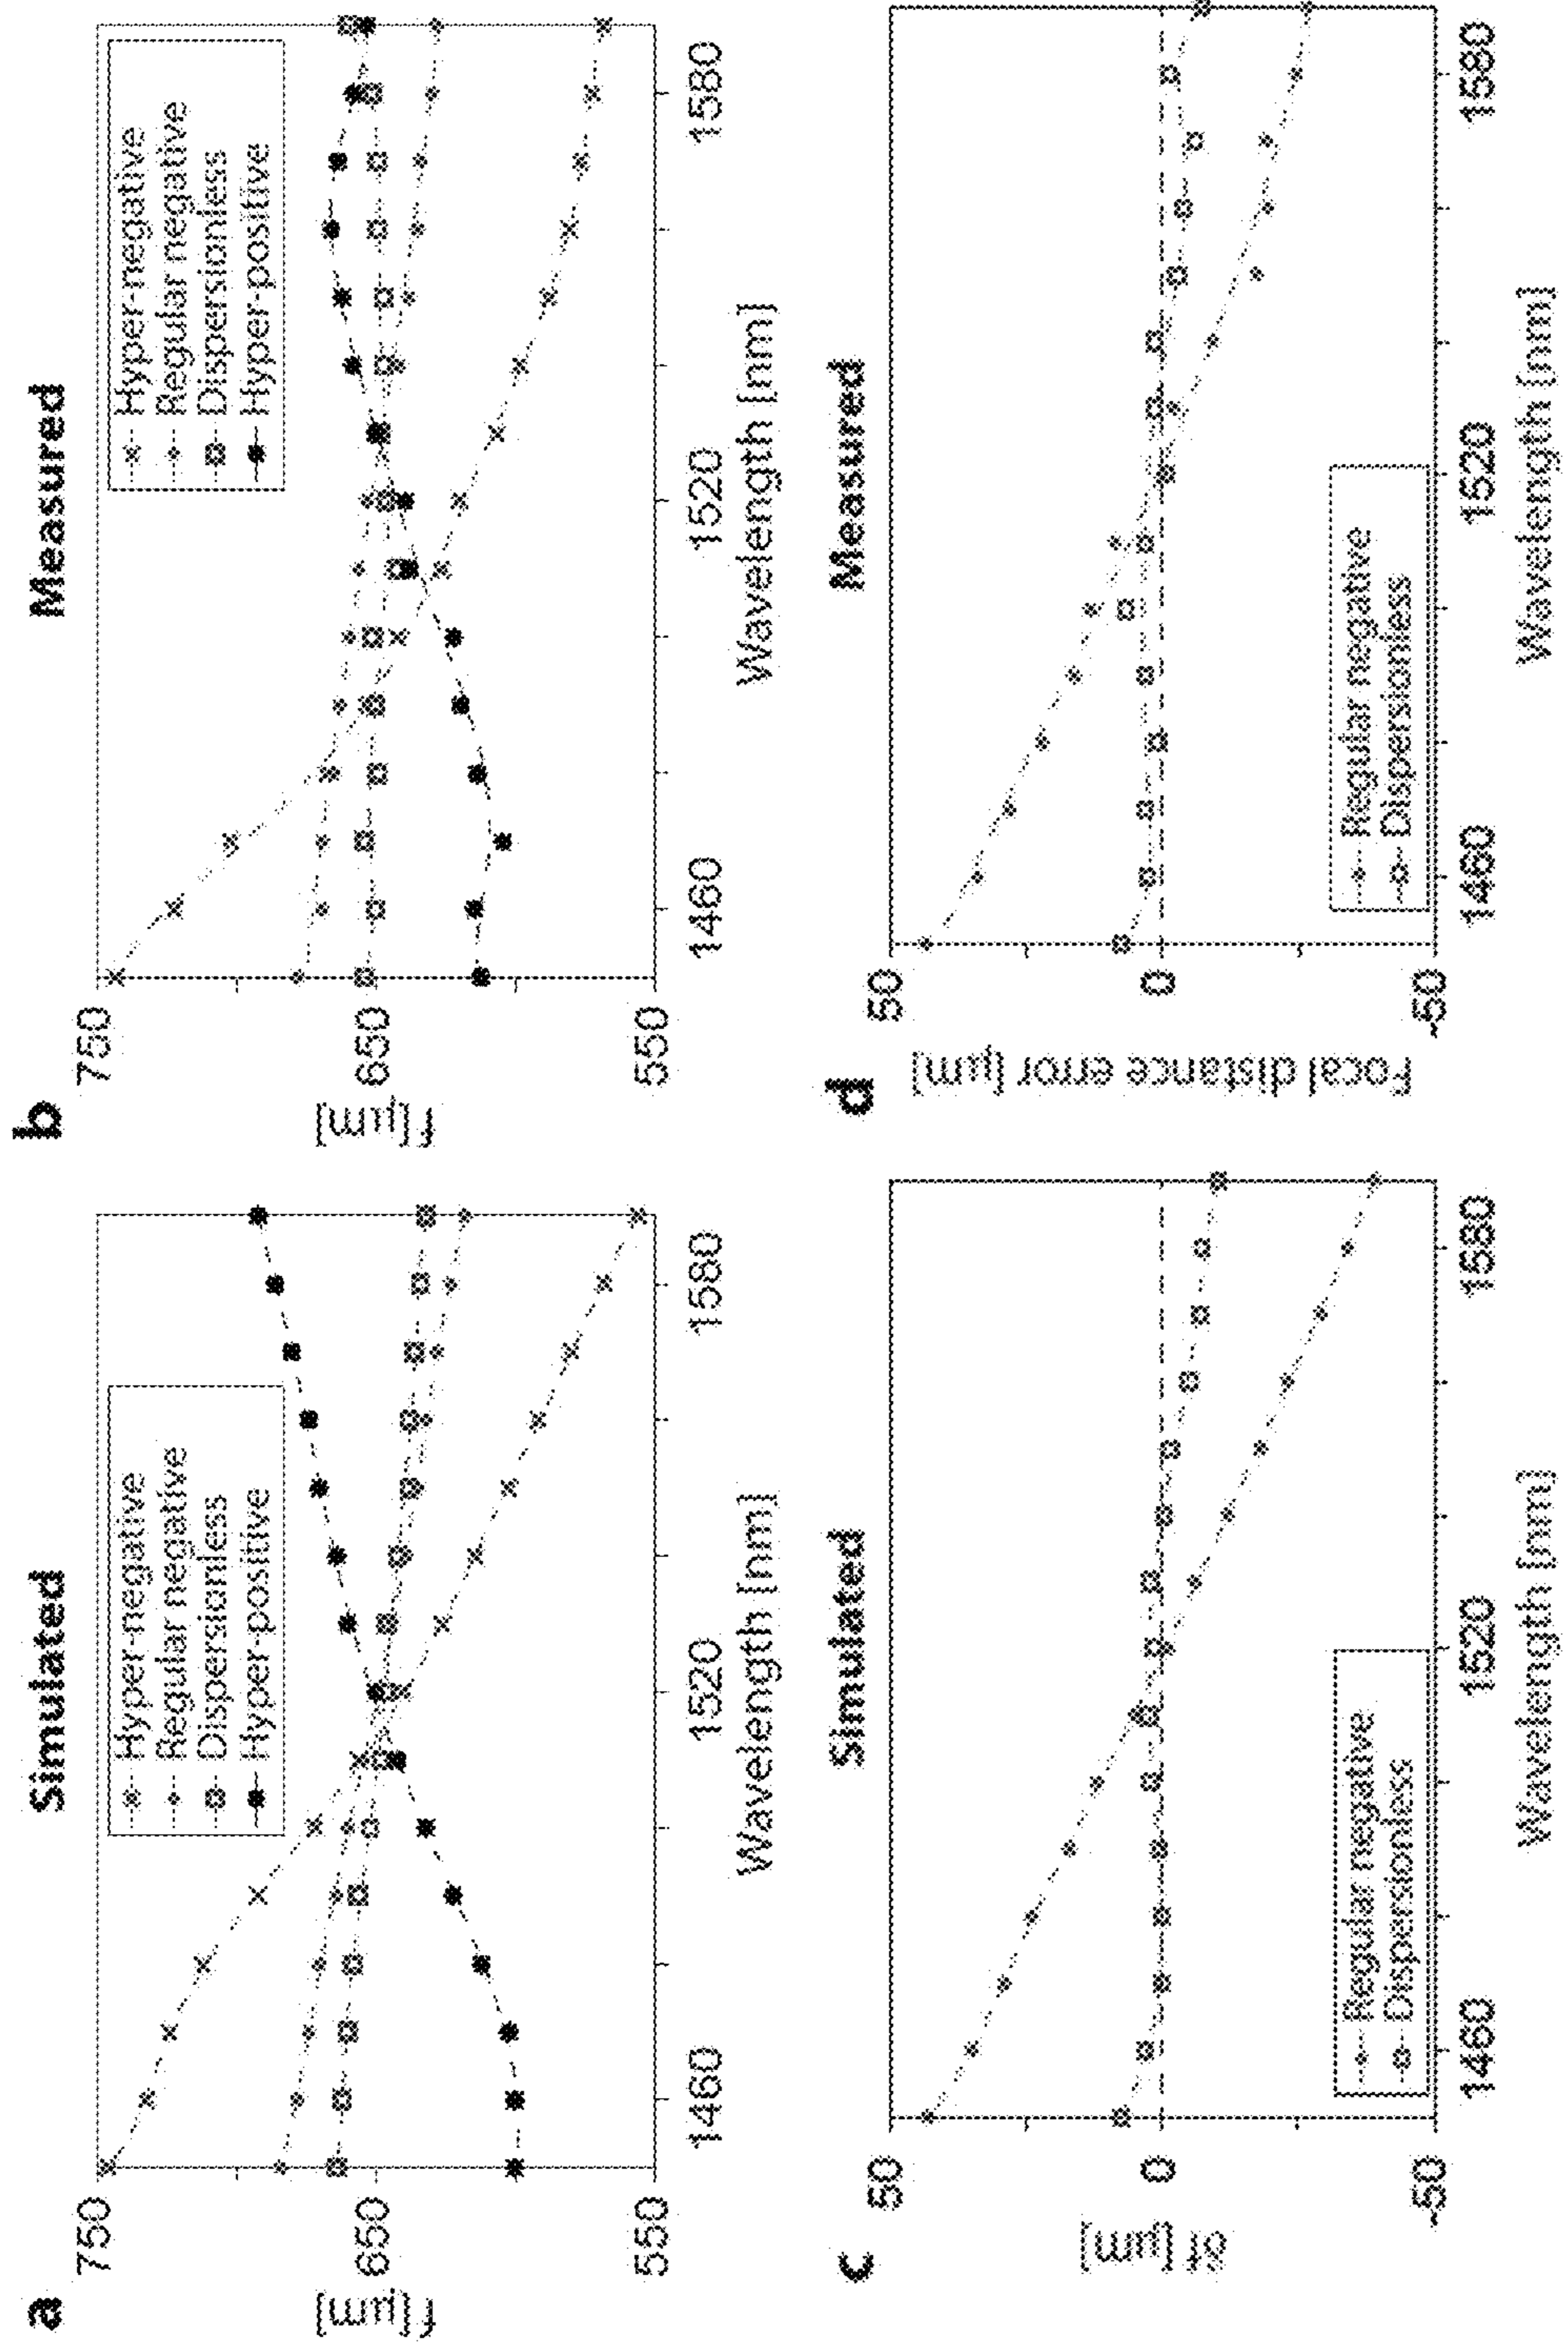 a
Simulated
750
650
550
f[μm]
Hyper-negative
Regular negative
Dispersionless
Hyper-positive
1460
1520
1580
Wavelength [nm]
b
Measured
750
650
550
f[μm]
Hyper-negative
Regular negative
Dispersionless
Hyper-positive
1460
1520
1580
Wavelength [nm]
c
Simulated
50
0
-50
δf [μm]
Regular negative
Dispersionless
1460
1520
1580
Wavelength [nm]
d
Measured
50
0
-50
Focal distance error [μm]
Regular negative
Dispersionless
1460
1520
1580
Wavelength [nm]